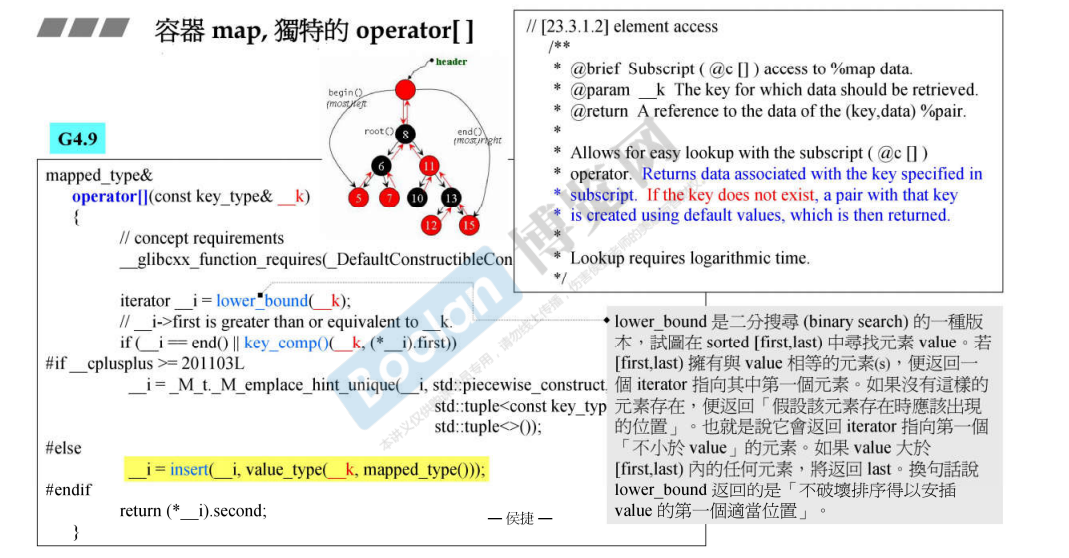 容器 map, 獨特的 operator[ ]
header
begin()
(most)left
root()
end()
(most)right
8
6
11
5
7
10
13
12
15
G4.9
mapped_type&
operator[](const key_type& __k)
{
// concept requirements
__glibcxx_function_requires(_DefaultConstructibleCon
iterator __i = lower_bound(__k);
// __i->first is greater than or equivalent to __k.
if (__i == end() || key_comp()(__k, (*__i).first))
#if __cplusplus >= 201103L
__i = _M_t._M_emplace_hint_unique(__i, std::piecewise_construct,
std::tuple<const key_typ
std::tuple<>());
#else
__i = insert(__i, value_type(__k, mapped_type()));
#endif
return (*__i).second;
}
// [23.3.1.2] element access
/**
* @brief Subscript ( @c [] ) access to %map data.
* @param __k The key for which data should be retrieved.
* @return A reference to the data of the (key,data) %pair.
*
* Allows for easy lookup with the subscript ( @c [] )
* operator. Returns data associated with the key specified in
* subscript. If the key does not exist, a pair with that key
* is created using default values, which is then returned.
*
* Lookup requires logarithmic time.
*/
lower_bound 是二分搜尋 (binary search) 的一種版
本，試圖在 sorted [first,last) 中尋找元素 value。若
[first,last) 擁有與 value 相等的元素(s)，便返回一
個 iterator 指向其中第一個元素。如果沒有這樣的
元素存在，便返回「假設該元素存在時應該出現
的位置」。也就是說它會返回 iterator 指向第一個
「不小於 value」的元素。如果 value 大於
[first,last) 內的任何元素，將返回 last。換句話說
lower_bound 返回的是「不破壞排序得以安插
value 的第一個適當位置」。
— 侯捷 —
Boolan 博览网